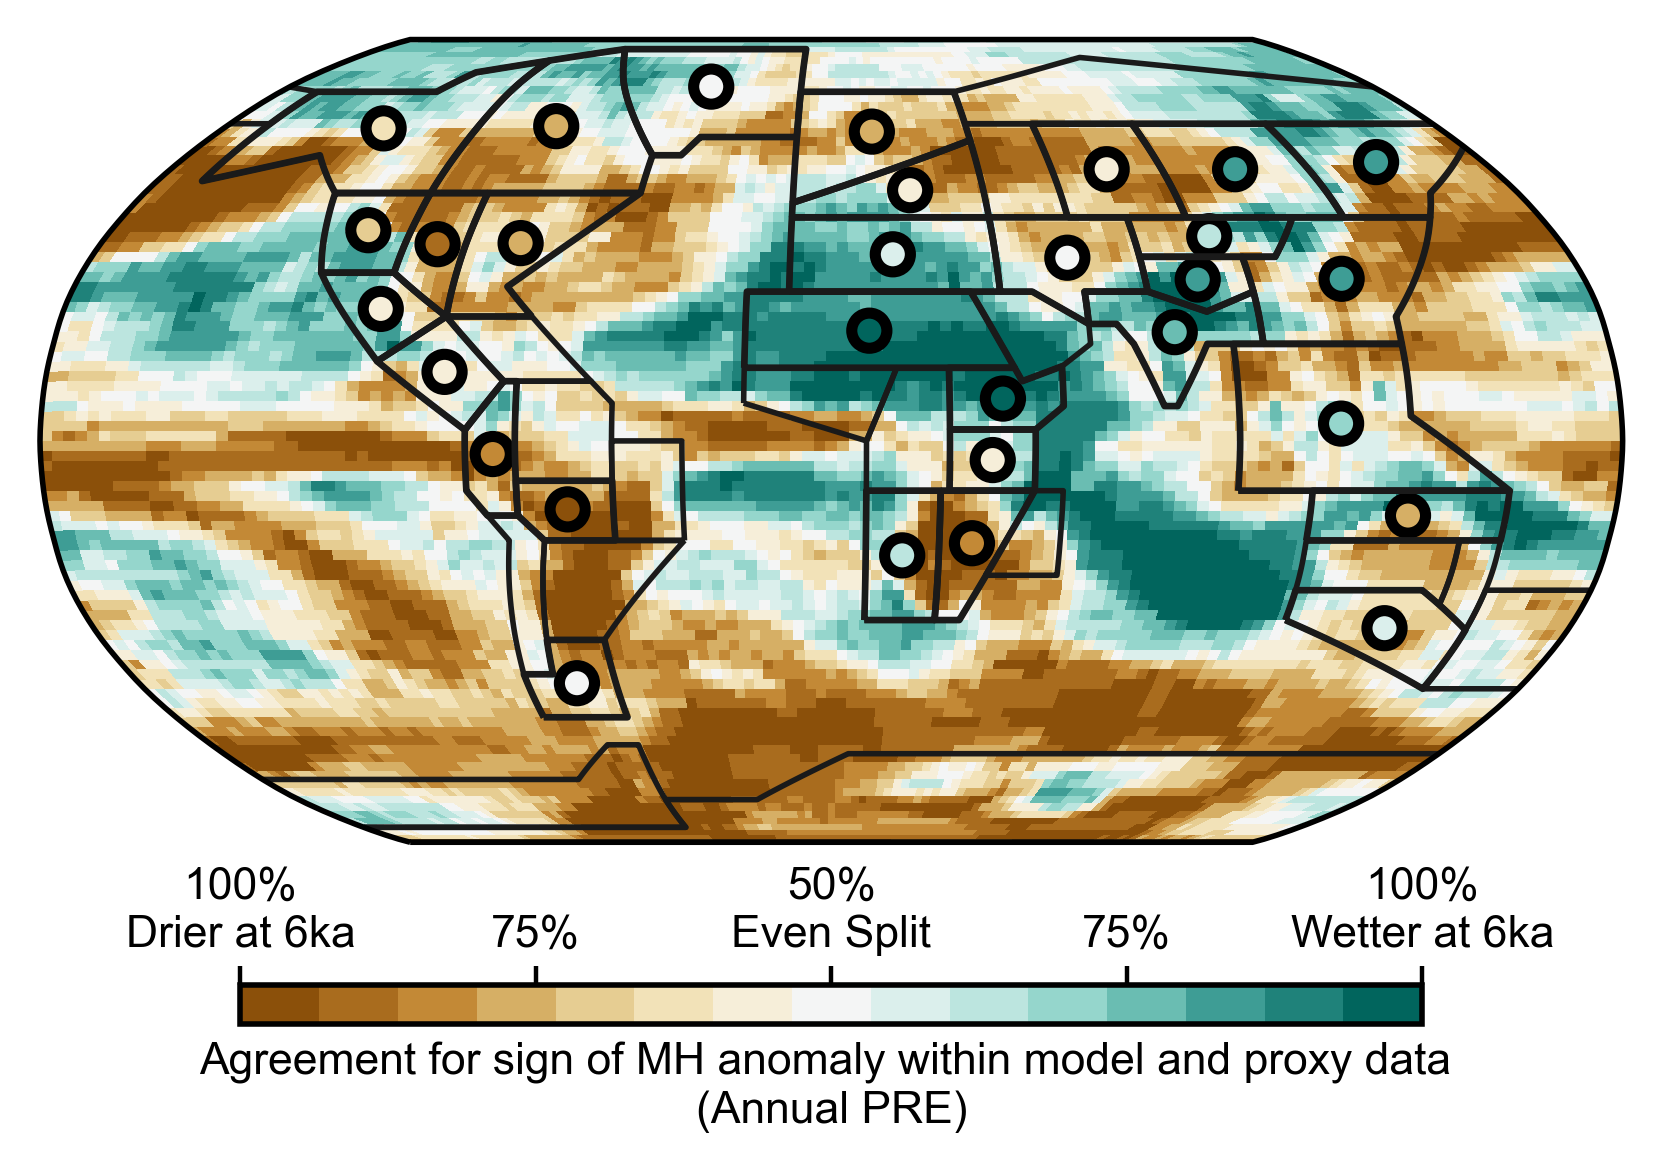 100% 50% 100%
Drier at 6ka 75% Even Split 75% Wetter at 6ka
Agreement for sign of MH anomaly within model and proxy data
(Annual PRE)